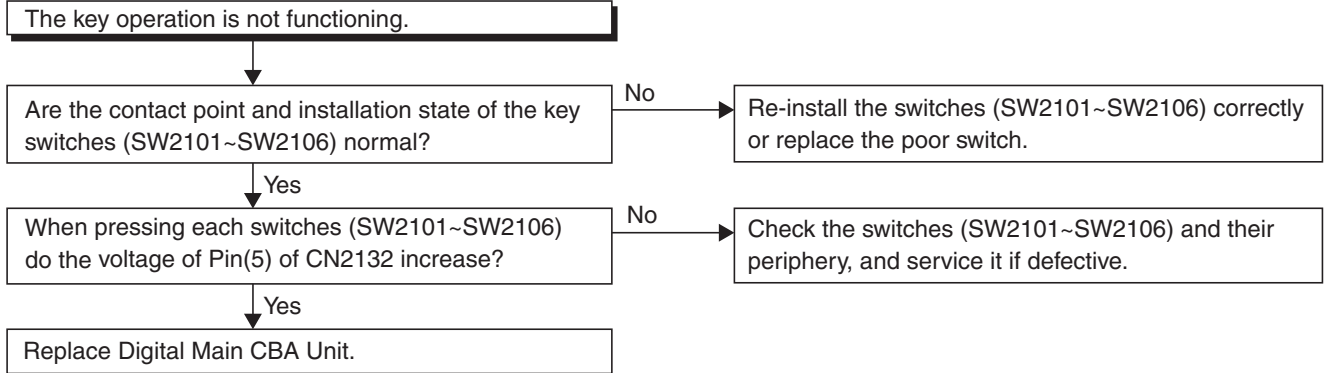 The key operation is not functioning.
Are the contact point and installation state of the key
switches (SW2101~SW2106) normal?
No
Re-install the switches (SW2101~SW2106) correctly
or replace the poor switch.
Yes
When pressing each switches (SW2101~SW2106)
do the voltage of Pin(5) of CN2132 increase?
No
Check the switches (SW2101~SW2106) and their
periphery, and service it if defective.
Yes
Replace Digital Main CBA Unit.